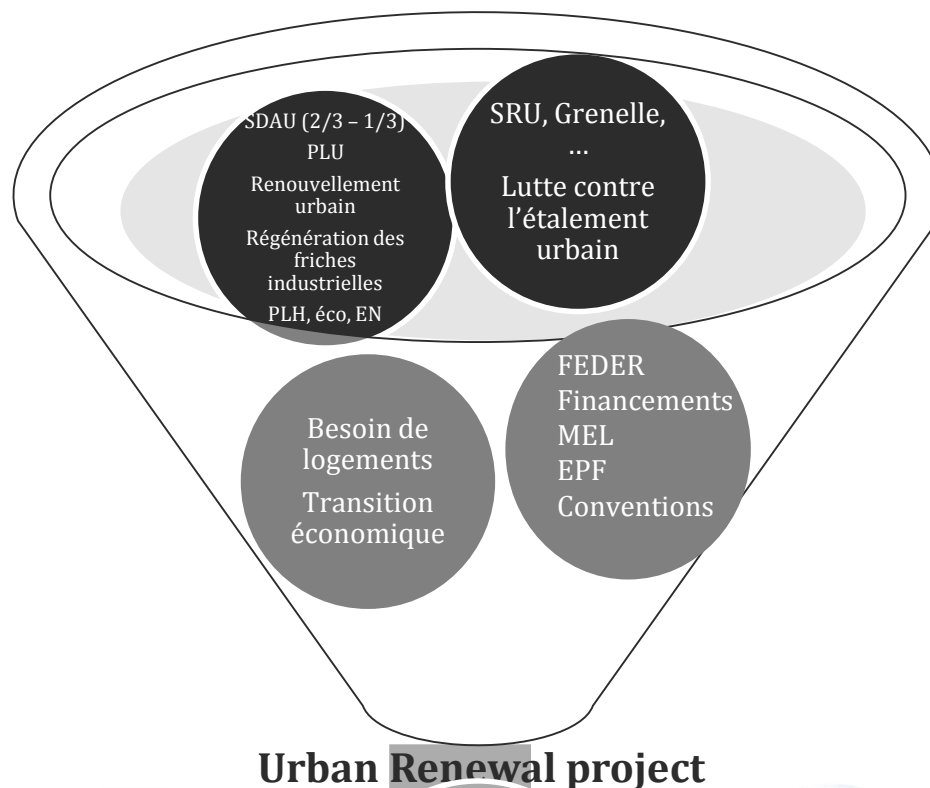 SDAU (2/3 – 1/3)
PLU
Renouvellement
urbain
Régénération des
friches
industrielles
PLH, éco, EN
SRU, Grenelle,
...
Lutte contre
l'étalement
urbain
Besoin de
logements
Transition
économique
FEDER
Financements
MEL
EPF
Conventions
Urban Renewal project